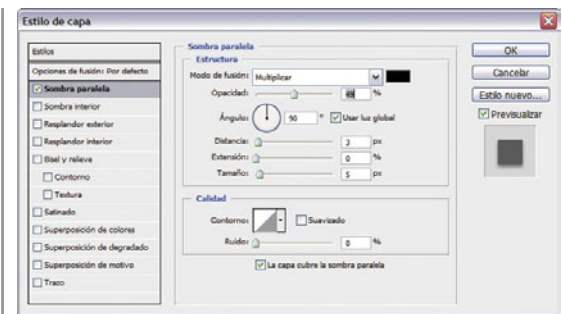 Estilo de capa
Estilos
Opciones de fusión: Por defecto
Sombra paralela
Sombra interior
Resplandor exterior
Resplandor interior
Bisel y relieve
Contorno
Textura
Satinado
Superposición de colores
Superposición de degradado
Superposición de motivo
Trazo
Sombra paralela
Estructura
Modo de fusión: Multiplicar
Opacidad: %
Ángulo: 90 ° Usar luz global
Distancia: 3 px
Extensión: 0 %
Tamaño: 5 px
Calidad
Contorno: Suavizado
Ruido: 0 %
La capa cubre la sombra paralela
OK
Cancelar
Estilo nuevo...
Previsualizar